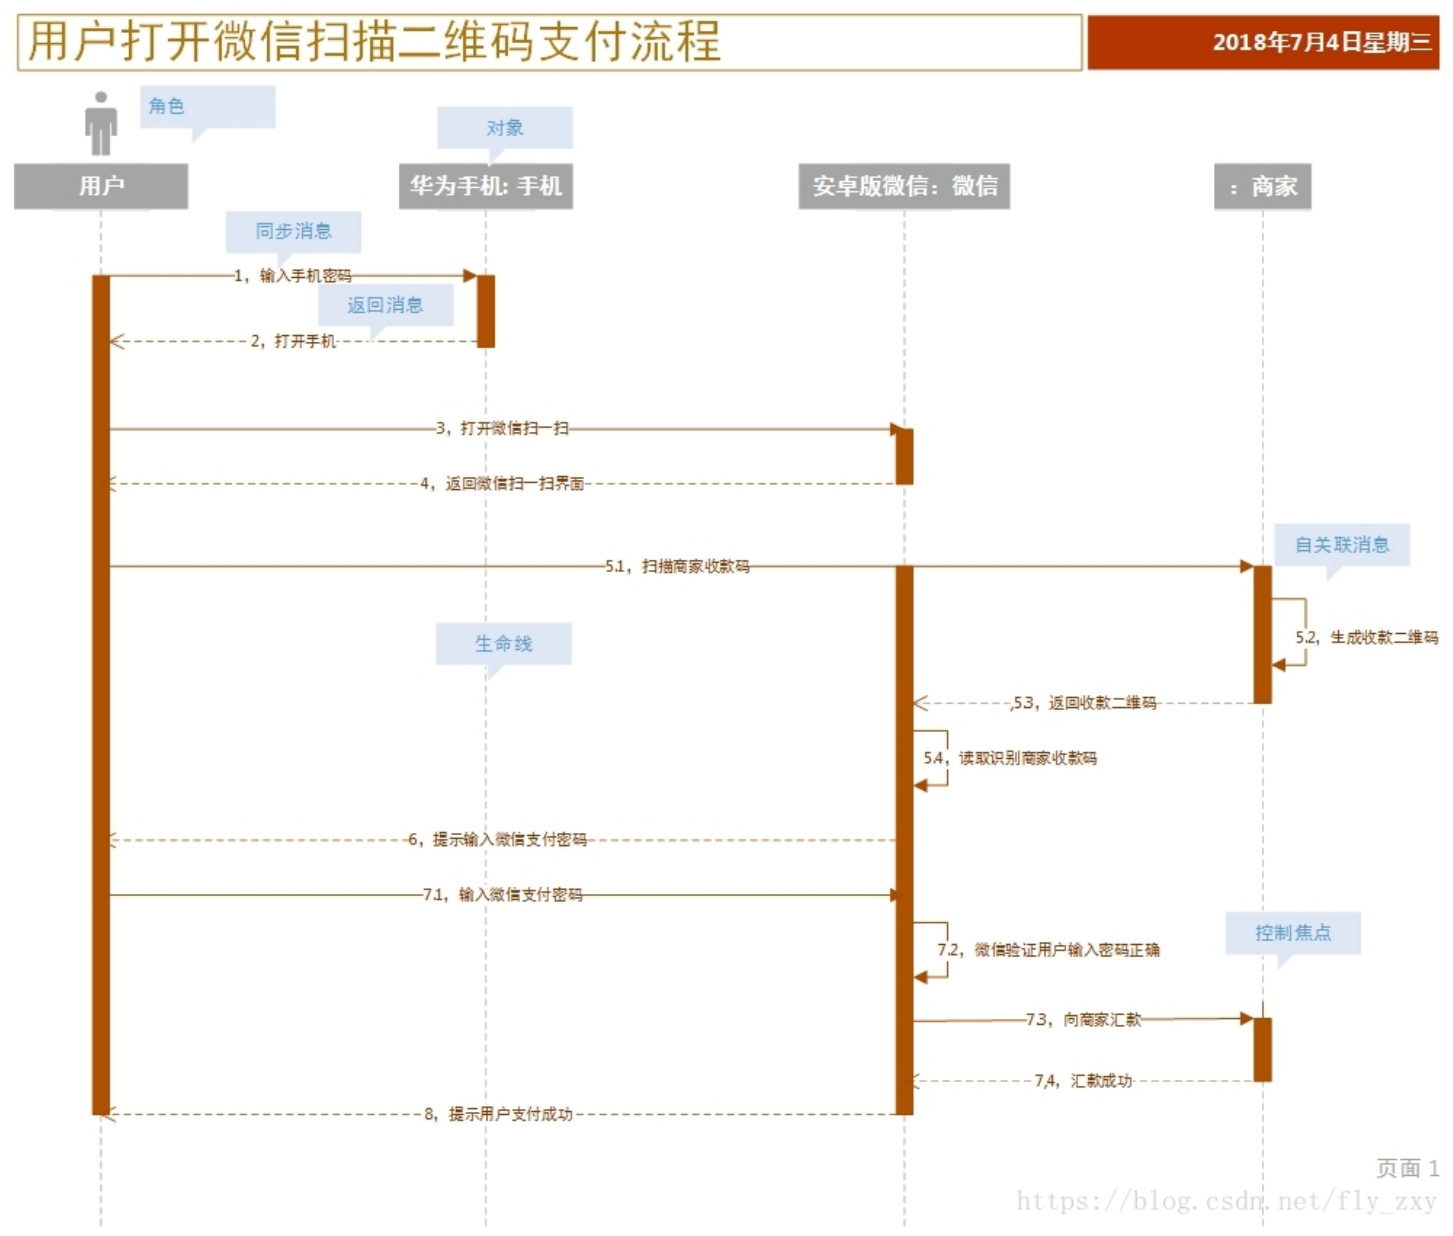 用户打开微信扫描二维码支付流程
2018年7月4日星期三
角色
对象
用户
华为手机: 手机
安卓版微信：微信
：商家
同步消息
1，输入手机密码
返回消息
2，打开手机
3，打开微信扫一扫
4，返回微信扫一扫界面
自关联消息
5.1，扫描商家收款码
5.2，生成收款二维码
生命线
5.3，返回收款二维码
5.4，读取识别商家收款码
6，提示输入微信支付密码
7.1，输入微信支付密码
控制焦点
7.2，微信验证用户输入密码正确
7.3，向商家汇款
7.4，汇款成功
8，提示用户支付成功
页面 1
https://blog.csdn.net/fly_zxy